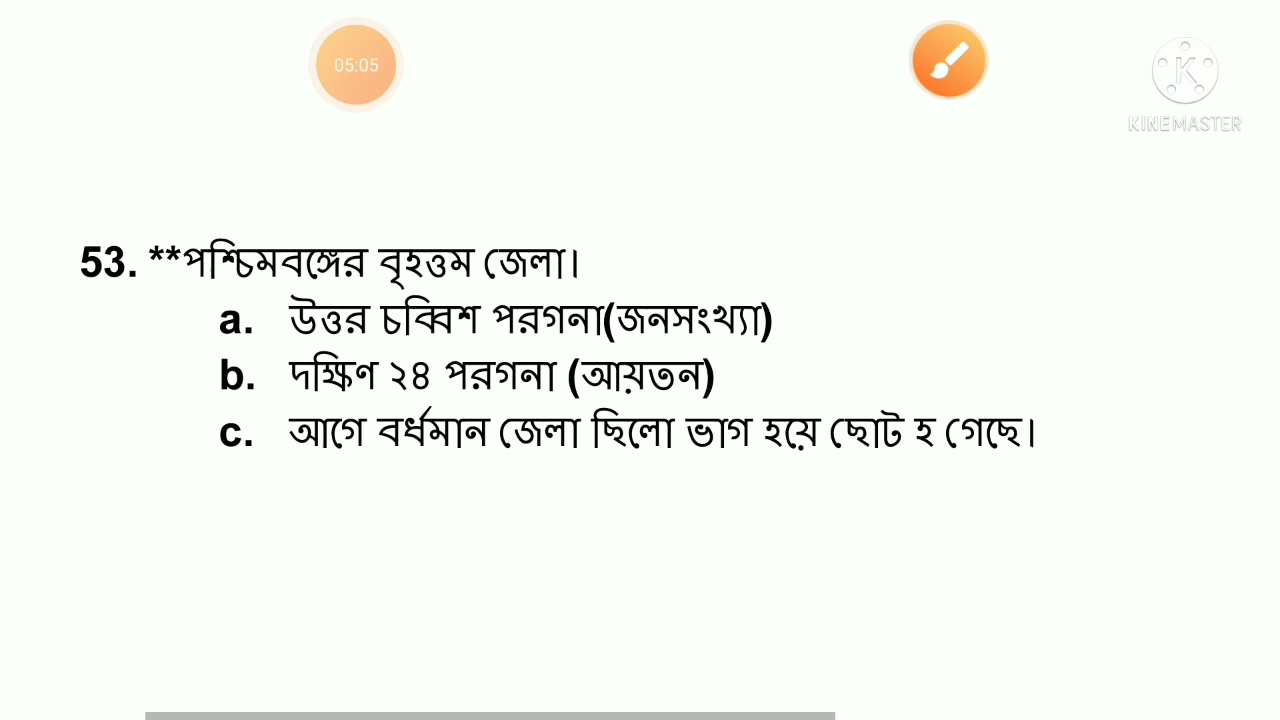 05:05
KINEMASTER
53. **পশ্চিমবঙ্গের বৃহত্তম জেলা।
a. উত্তর চব্বিশ পরগনা(জনসংখ্যা)
b. দক্ষিণ ২৪ পরগনা (আয়তন)
c. আগে বর্ধমান জেলা ছিলো ভাগ হয়ে ছোট হ গেছে।